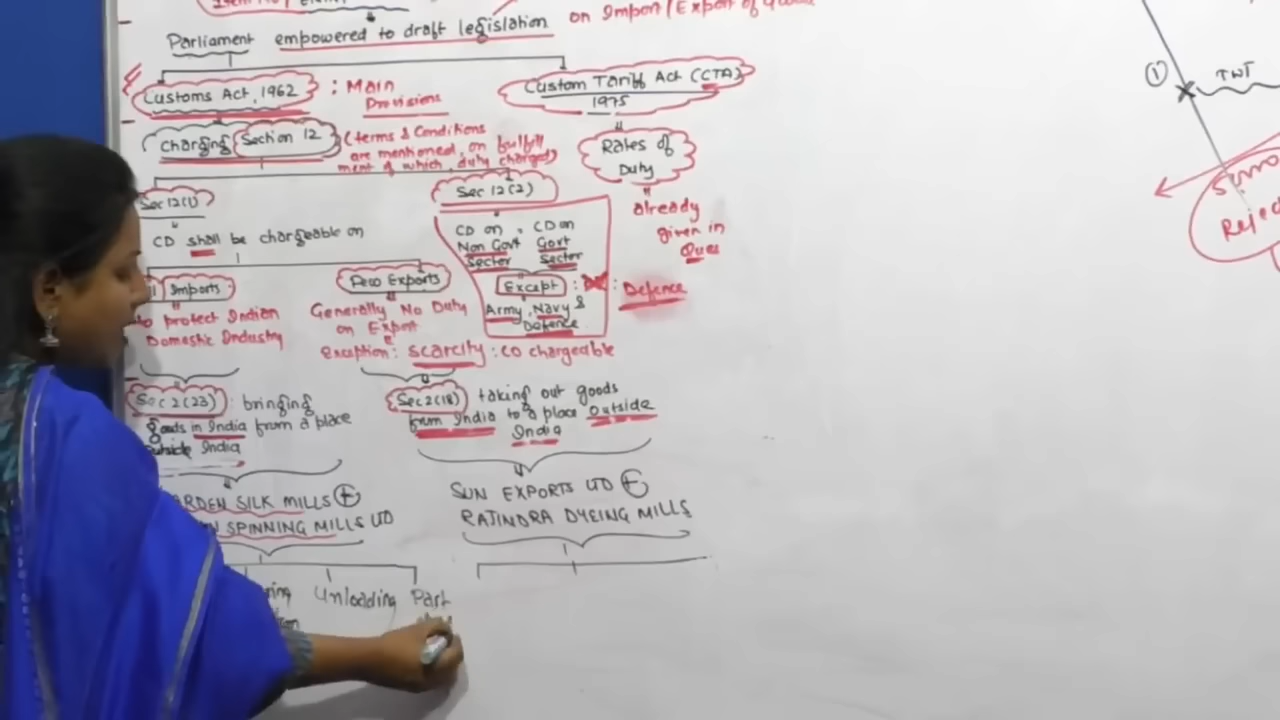 on Import/Export of
Parliament empowered to draft legislation
Customs Act, 1962 : Main
Provisions
Custom Tariff Act (CTA)
1975
Charging Section 12 (terms & Conditions
are mentioned, on fulfill
ment of which, duty charged)
Rates of
Duty
already
given in
Ques
Sec 12(1)
CD shall be chargeable on
Sec 12(2)
CD on = CD on
Non Govt Govt
Sector Sector
Except : : Defence
Army, Navy &
Defence
Imports
to protect Indian
Domestic Industry
Few Exports
Generally No Duty
on Export
Exception: scarcity : CD chargeable
Sec 2(23) : bringing
goods in India from a place
outside India
Sec 2(18) taking out goods
from India to a place outside
India
ARDEN SILK MILLS
SPINNING MILLS LTD
SUN EXPORTS LTD
RAJINDRA DYEING MILLS
Unloading Part
① TWT
Rejec